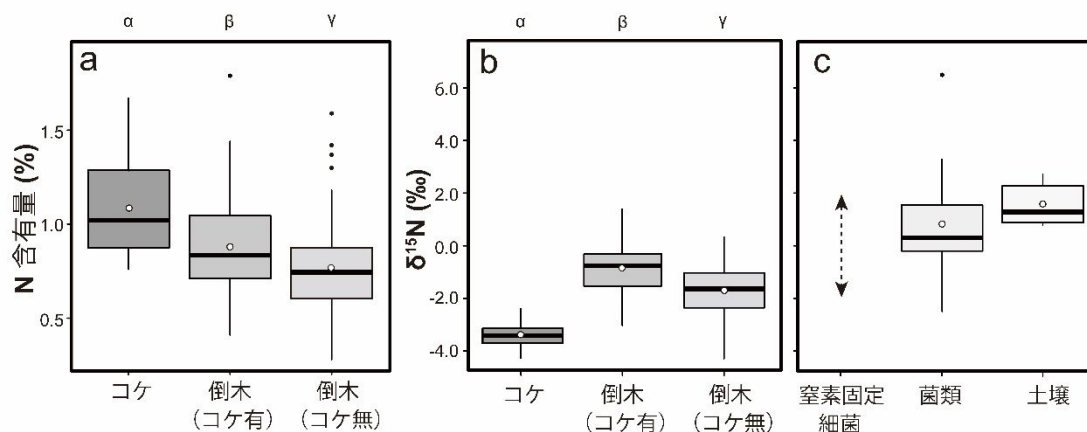 α β γ
a
N 含有量 (%)
1.5
1.0
0.5
コケ
倒木
(コケ有)
倒木
(コケ無)
α β γ
b
δ¹⁵N (‰)
6.0
4.0
2.0
0.0
-2.0
-4.0
コケ
倒木
(コケ有)
倒木
(コケ無)
c
窒素固定
細菌
菌類
土壌